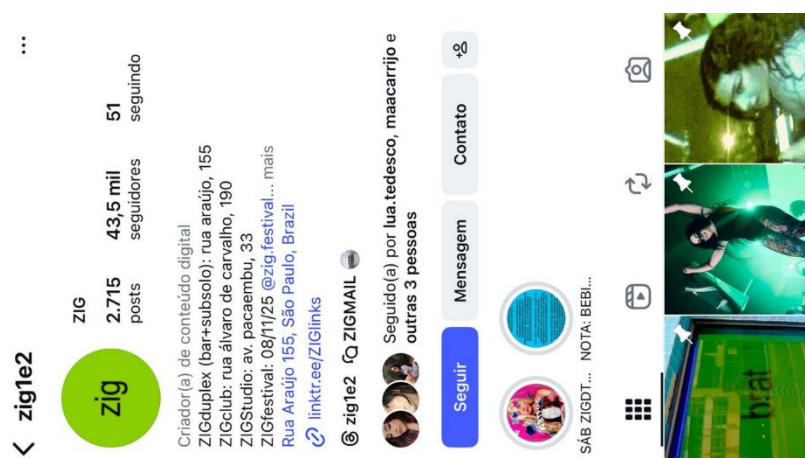 zig1e2
zig
ZIG
2.715
posts
43,5 mil
seguidores
51
seguindo
Criador(a) de conteúdo digital
ZIGduplex (bar+subsolo): rua araújo, 155
ZIGclub: rua álvaro de carvalho, 190
ZIGStudio: av. pacaembu, 33
ZIGfestival: 08/11/25 @zig.festival... mais
Rua Araújo 155, São Paulo, Brazil
linktr.ee/ZIGlinks
zig1e2
ZIGMAIL
Seguido(a) por lua.tedesco, maacarrijo e
outras 3 pessoas
Seguir
Mensagem
Contato
SÁB ZIGDT...
NOTA: BEBI...
brat